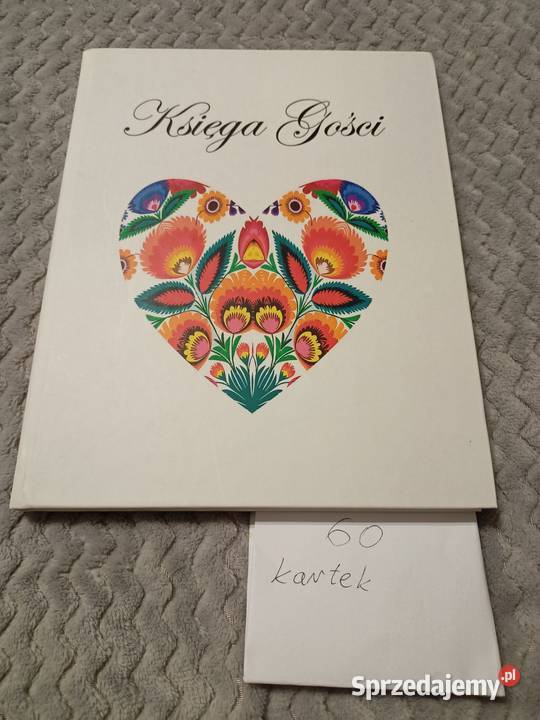 Księga Gości
60
kartek
Sprzedajemy.pl